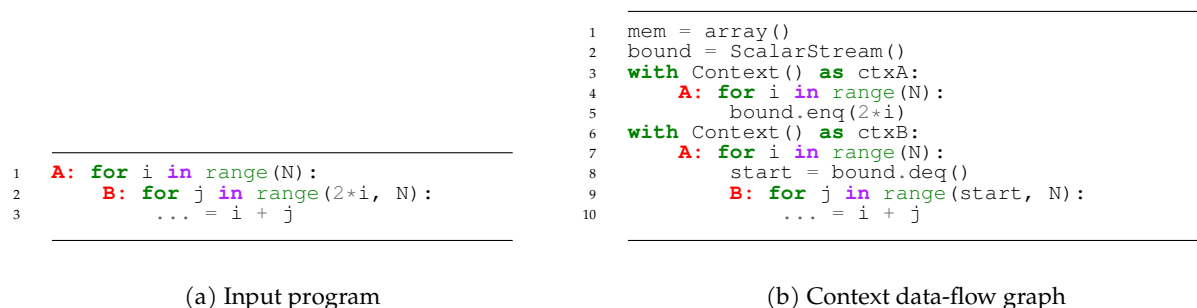 1 A: for i in range(N):
2 B: for j in range(2*i, N):
3 ... = i + j
(a) Input program
1 mem = array()
2 bound = ScalarStream()
3 with Context() as ctxA:
4 A: for i in range(N):
5 bound.enq(2*i)
6 with Context() as ctxB:
7 A: for i in range(N):
8 start = bound.deq()
9 B: for j in range(start, N):
10 ... = i + j
(b) Context data-flow graph